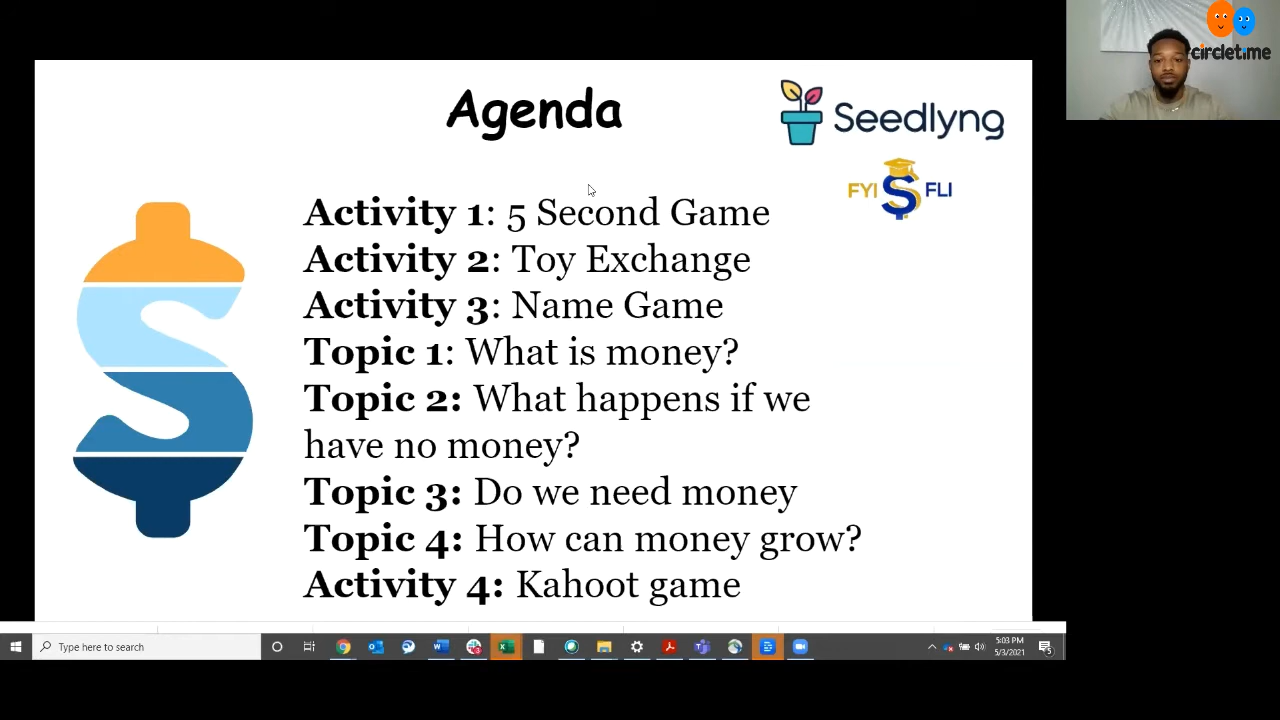 Agenda
Seedlyng
FYI $ FLI
circletime
Activity 1: 5 Second Game
Activity 2: Toy Exchange
Activity 3: Name Game
Topic 1: What is money?
Topic 2: What happens if we
have no money?
Topic 3: Do we need money
Topic 4: How can money grow?
Activity 4: Kahoot game
Type here to search
5:03 PM
5/3/2021
5